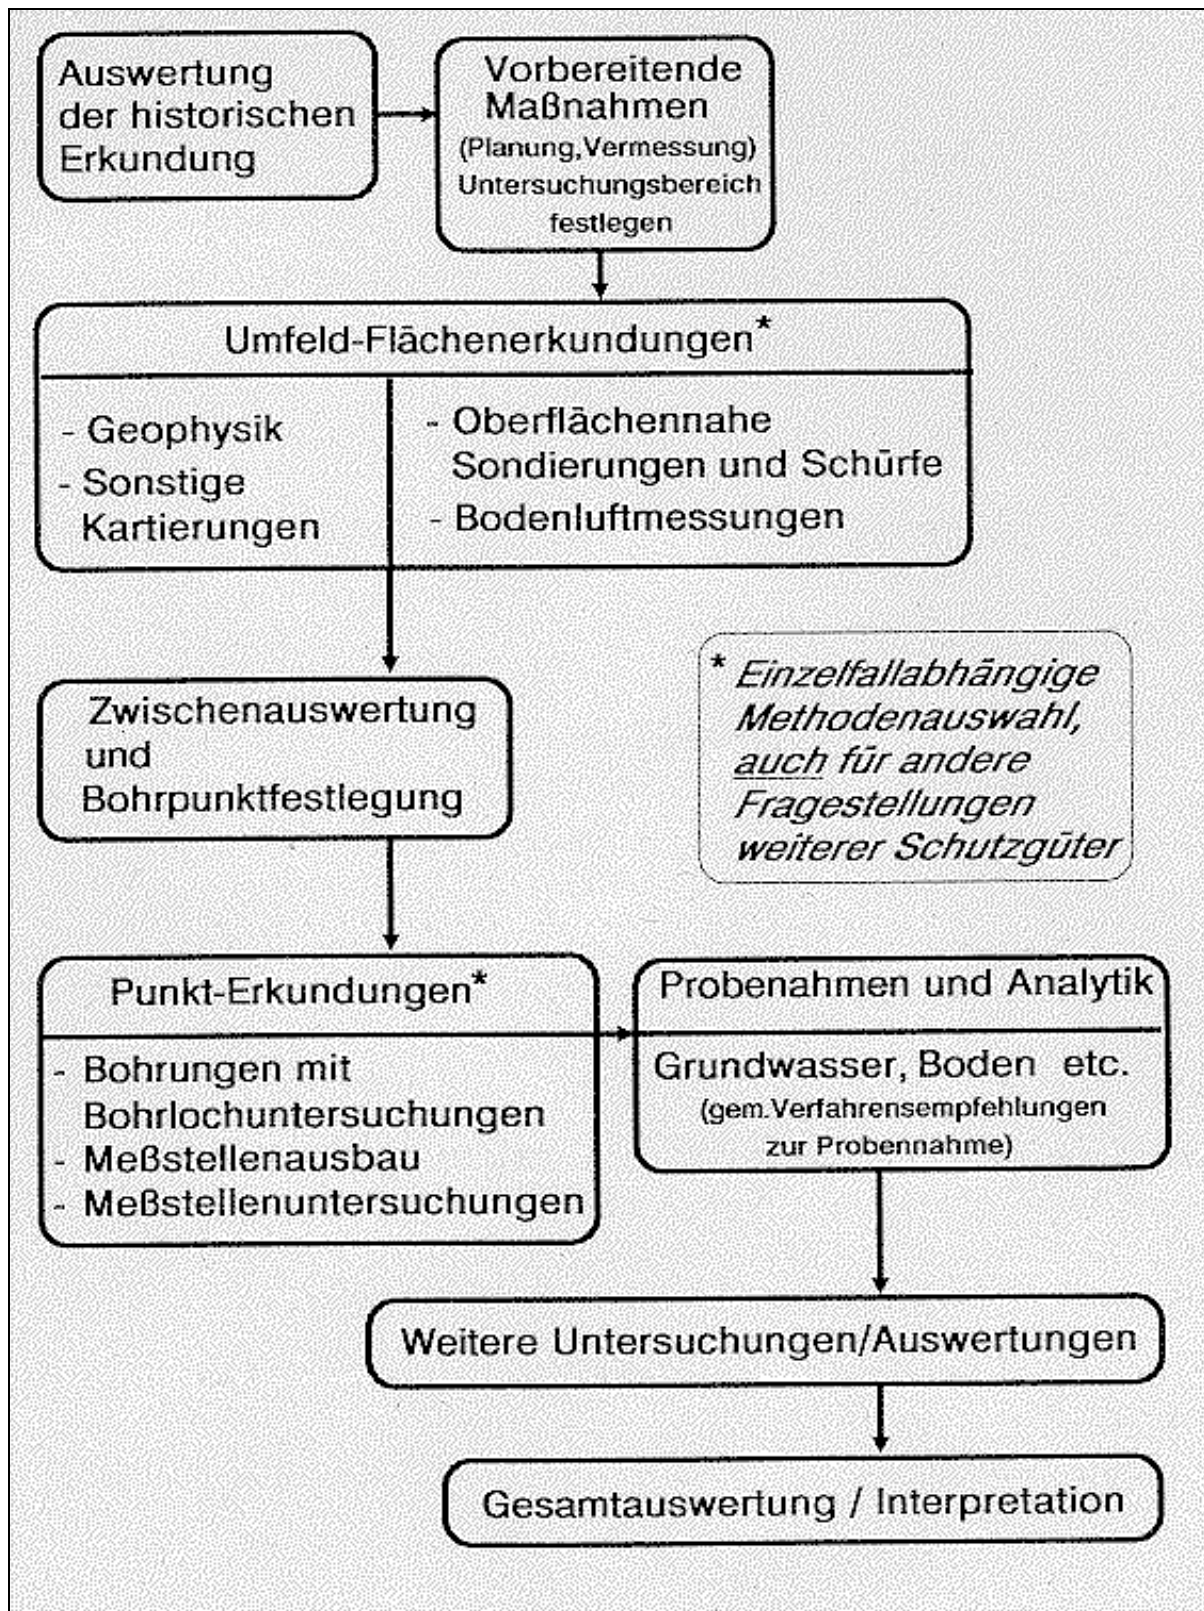 Auswertung
der historischen
Erkundung
Vorbereitende
Maßnahmen
(Planung,Vermessung)
Untersuchungsbereich
festlegen
Umfeld-Flächenerkundungen*
- Geophysik
- Sonstige
Kartierungen
- Oberflächennahe
Sondierungen und Schürfe
- Bodenluftmessungen
* Einzelfallabhängige
Methodenauswahl,
auch für andere
Fragestellungen
weiterer Schutzgüter
Zwischenauswertung
und
Bohrpunktfestlegung
Punkt-Erkundungen*
- Bohrungen mit
Bohrlochuntersuchungen
- Meßstellenausbau
- Meßstellenuntersuchungen
Probenahmen und Analytik
Grundwasser, Boden etc.
(gem.Verfahrensempfehlungen
zur Probennahme)
Weitere Untersuchungen/Auswertungen
Gesamtauswertung / Interpretation